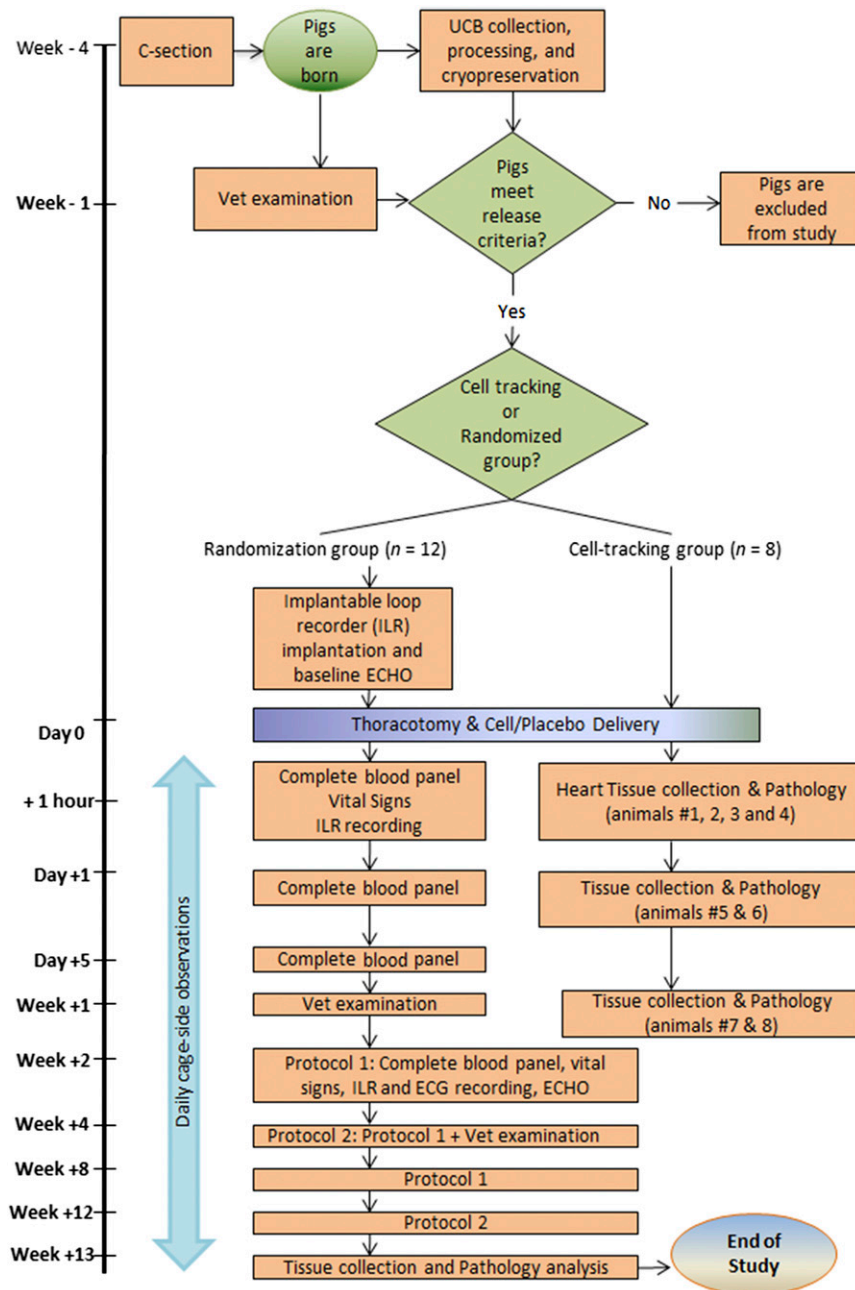 Week - 4
C-section
Pigs
are
born
UCB collection,
processing, and
cryopreservation
Week - 1
Vet examination
Pigs
meet
release
criteria?
No
Pigs are
excluded
from study
Yes
Cell tracking
or
Randomized
group?
Randomization group (n = 12)
Cell-tracking group (n = 8)
Implantable loop
recorder (ILR)
implantation and
baseline ECHO
Day 0
Thoracotomy & Cell/Placebo Delivery
Daily cage-side observations
+ 1 hour
Complete blood panel
Vital Signs
ILR recording
Heart Tissue collection & Pathology
(animals #1, 2, 3 and 4)
Day +1
Complete blood panel
Tissue collection & Pathology
(animals #5 & 6)
Day +5
Complete blood panel
Week +1
Vet examination
Tissue collection & Pathology
(animals #7 & 8)
Week +2
Protocol 1: Complete blood panel, vital
signs, ILR and ECG recording, ECHO
Week +4
Protocol 2: Protocol 1 + Vet examination
Week +8
Protocol 1
Week +12
Protocol 2
Week +13
Tissue collection and Pathology analysis
End of
Study